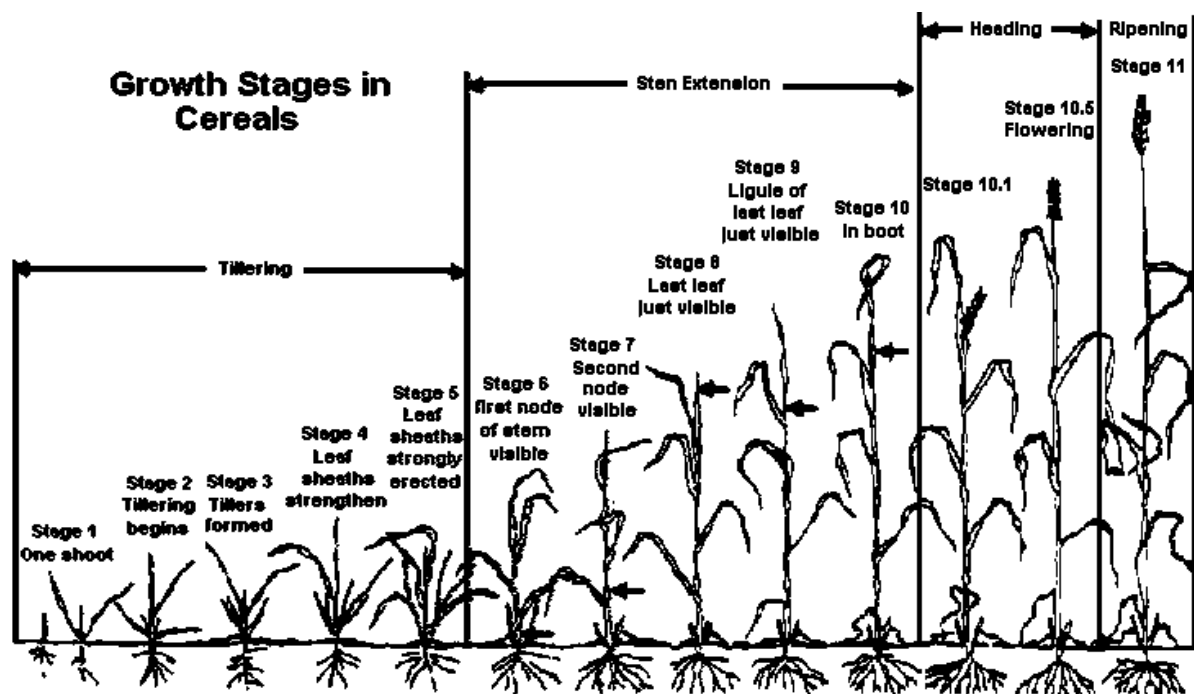 Growth Stages in
Cereals
Tillering
Sten Extension
Heading
Ripening
Stage 1
One shoot
Stage 2
Tillering
begins
Stage 3
Tillers
formed
Stage 4
Leaf
sheaths
strengthen
Stage 5
Leaf
sheaths
strongly
erected
Stage 6
first node
of stem
visible
Stage 7
Second
node
visible
Stage 8
Last leaf
just visible
Stage 9
Ligule of
last leaf
just visible
Stage 10
In boot
Stage 10.1
Stage 10.5
Flowering
Stage 11